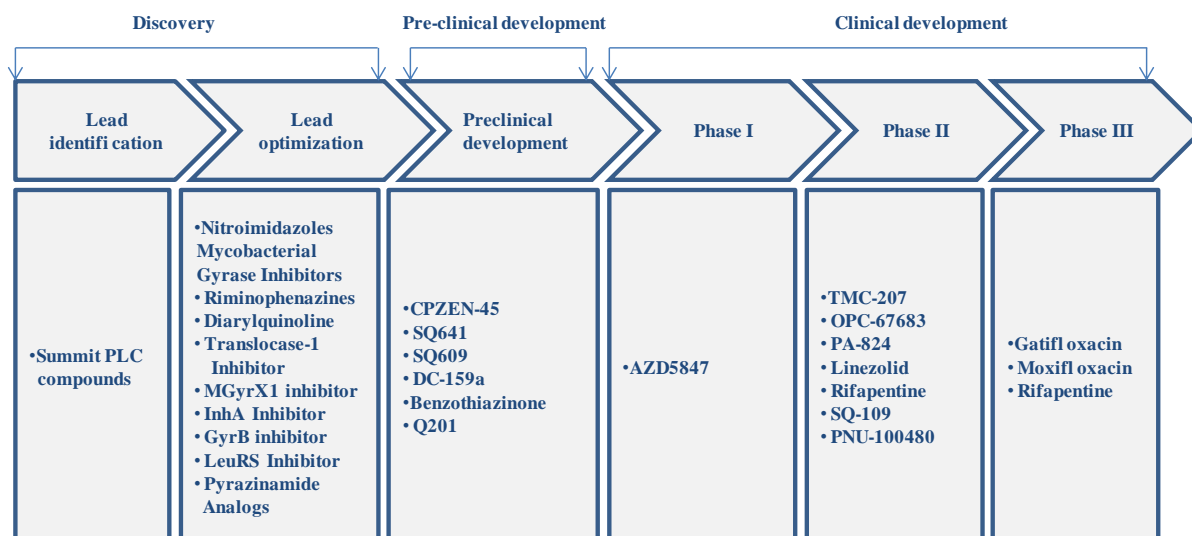 Discovery
Pre-clinical development
Clinical development
Lead
identifi cation
Lead
optimization
Preclinical
development
Phase I
Phase II
Phase III
•Summit PLC
compounds
•Nitroimidazoles
Mycobacterial
Gyrase Inhibitors
•Riminophenazines
•Diarylquinoline
•Translocase-1
Inhibitor
•MGyrX1 inhibitor
•InhA Inhibitor
•GyrB inhibitor
•LeuRS Inhibitor
•Pyrazinamide
Analogs
•CPZEN-45
•SQ641
•SQ609
•DC-159a
•Benzothiazinone
•Q201
•AZD5847
•TMC-207
•OPC-67683
•PA-824
•Linezolid
•Rifapentine
•SQ-109
•PNU-100480
•Gatifl oxacin
•Moxifl oxacin
•Rifapentine